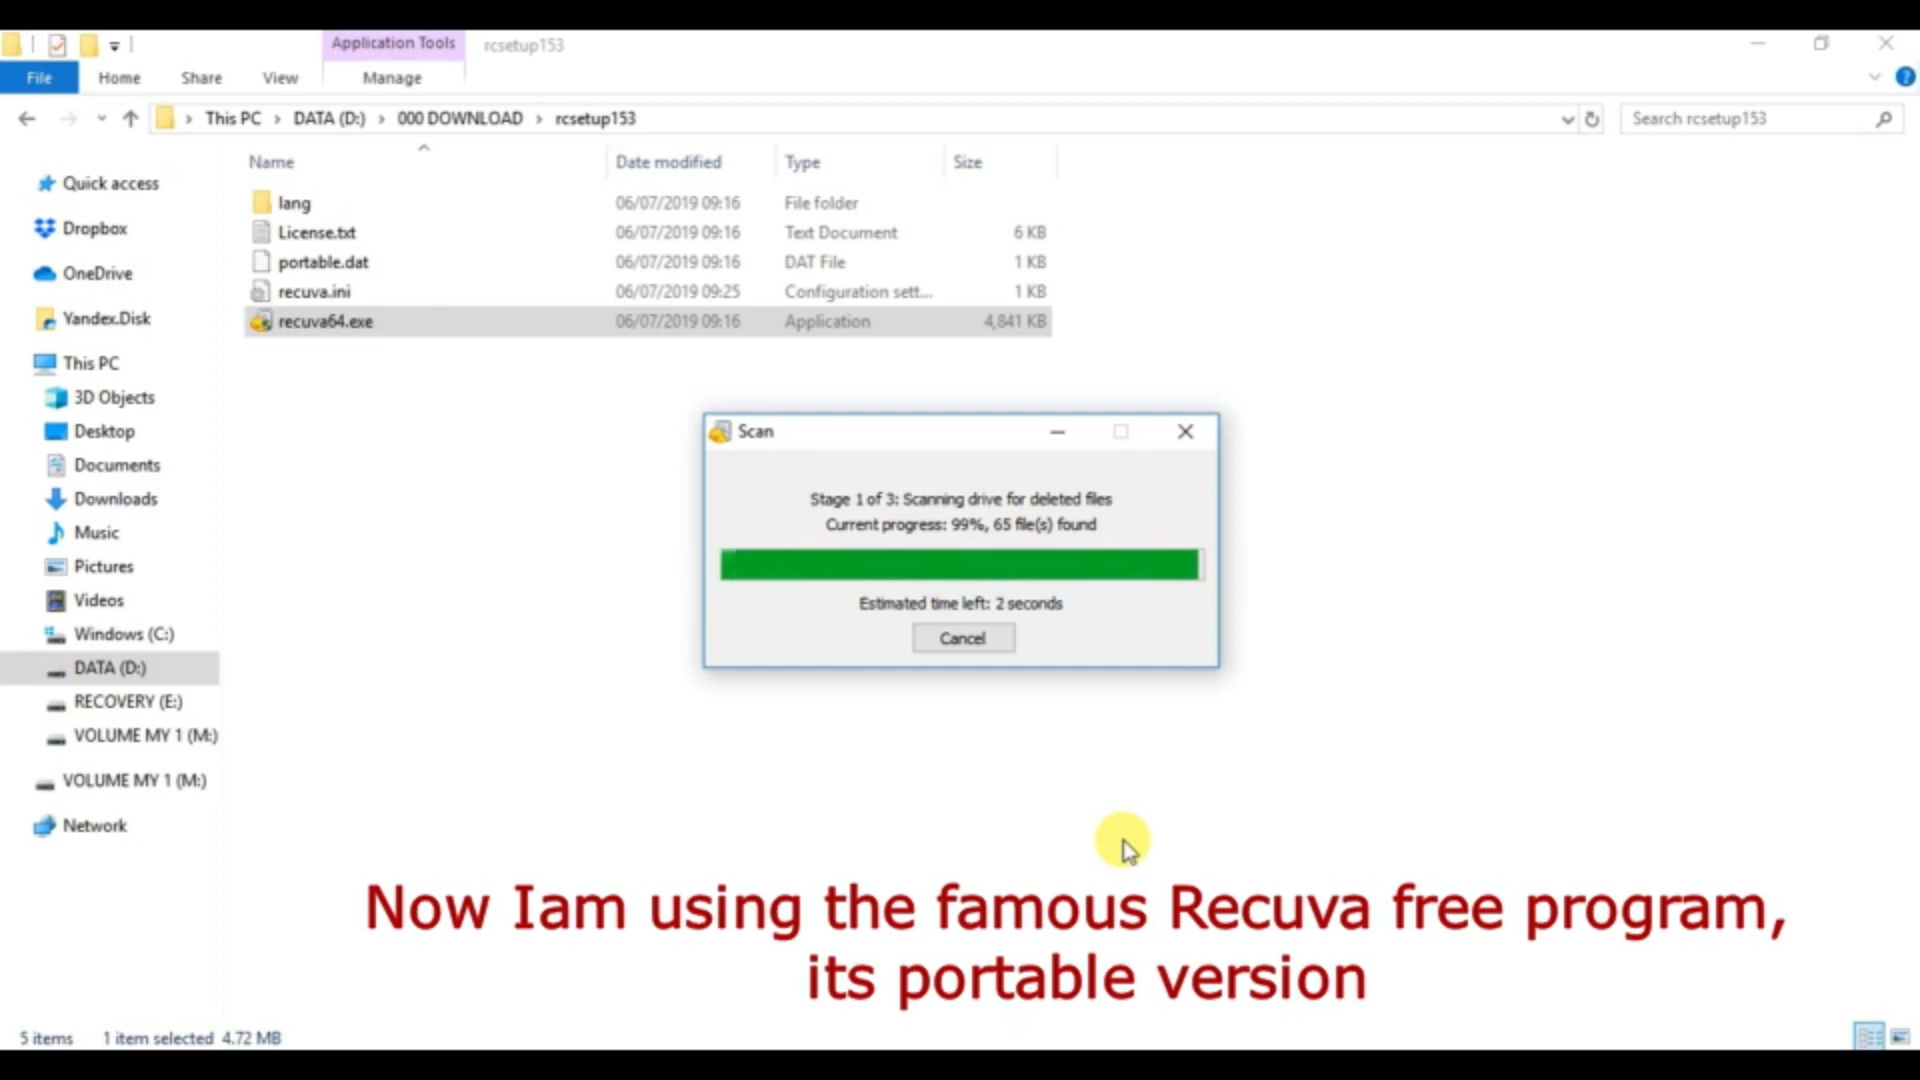 Application Tools
rcsetup153
File
Home
Share
View
Manage
This PC > DATA (D:) > 000 DOWNLOAD > rcsetup153
Search rcsetup153
Name
Date modified
Type
Size
lang
06/07/2019 09:16
File folder
License.txt
06/07/2019 09:16
Text Document
6 KB
portable.dat
06/07/2019 09:16
DAT File
1 KB
recuva.ini
06/07/2019 09:25
Configuration sett...
1 KB
recuva64.exe
06/07/2019 09:16
Application
4,841 KB
Quick access
Dropbox
OneDrive
Yandex.Disk
This PC
3D Objects
Desktop
Documents
Downloads
Music
Pictures
Videos
Windows (C:)
DATA (D:)
RECOVERY (E:)
VOLUME MY 1 (M:)
VOLUME MY 1 (M:)
Network
Scan
Stage 1 of 3: Scanning drive for deleted files
Current progress: 99%, 65 file(s) found
Estimated time left: 2 seconds
Cancel
Now Iam using the famous Recuva free program,
its portable version
5 items
1 item selected 4.72 MB